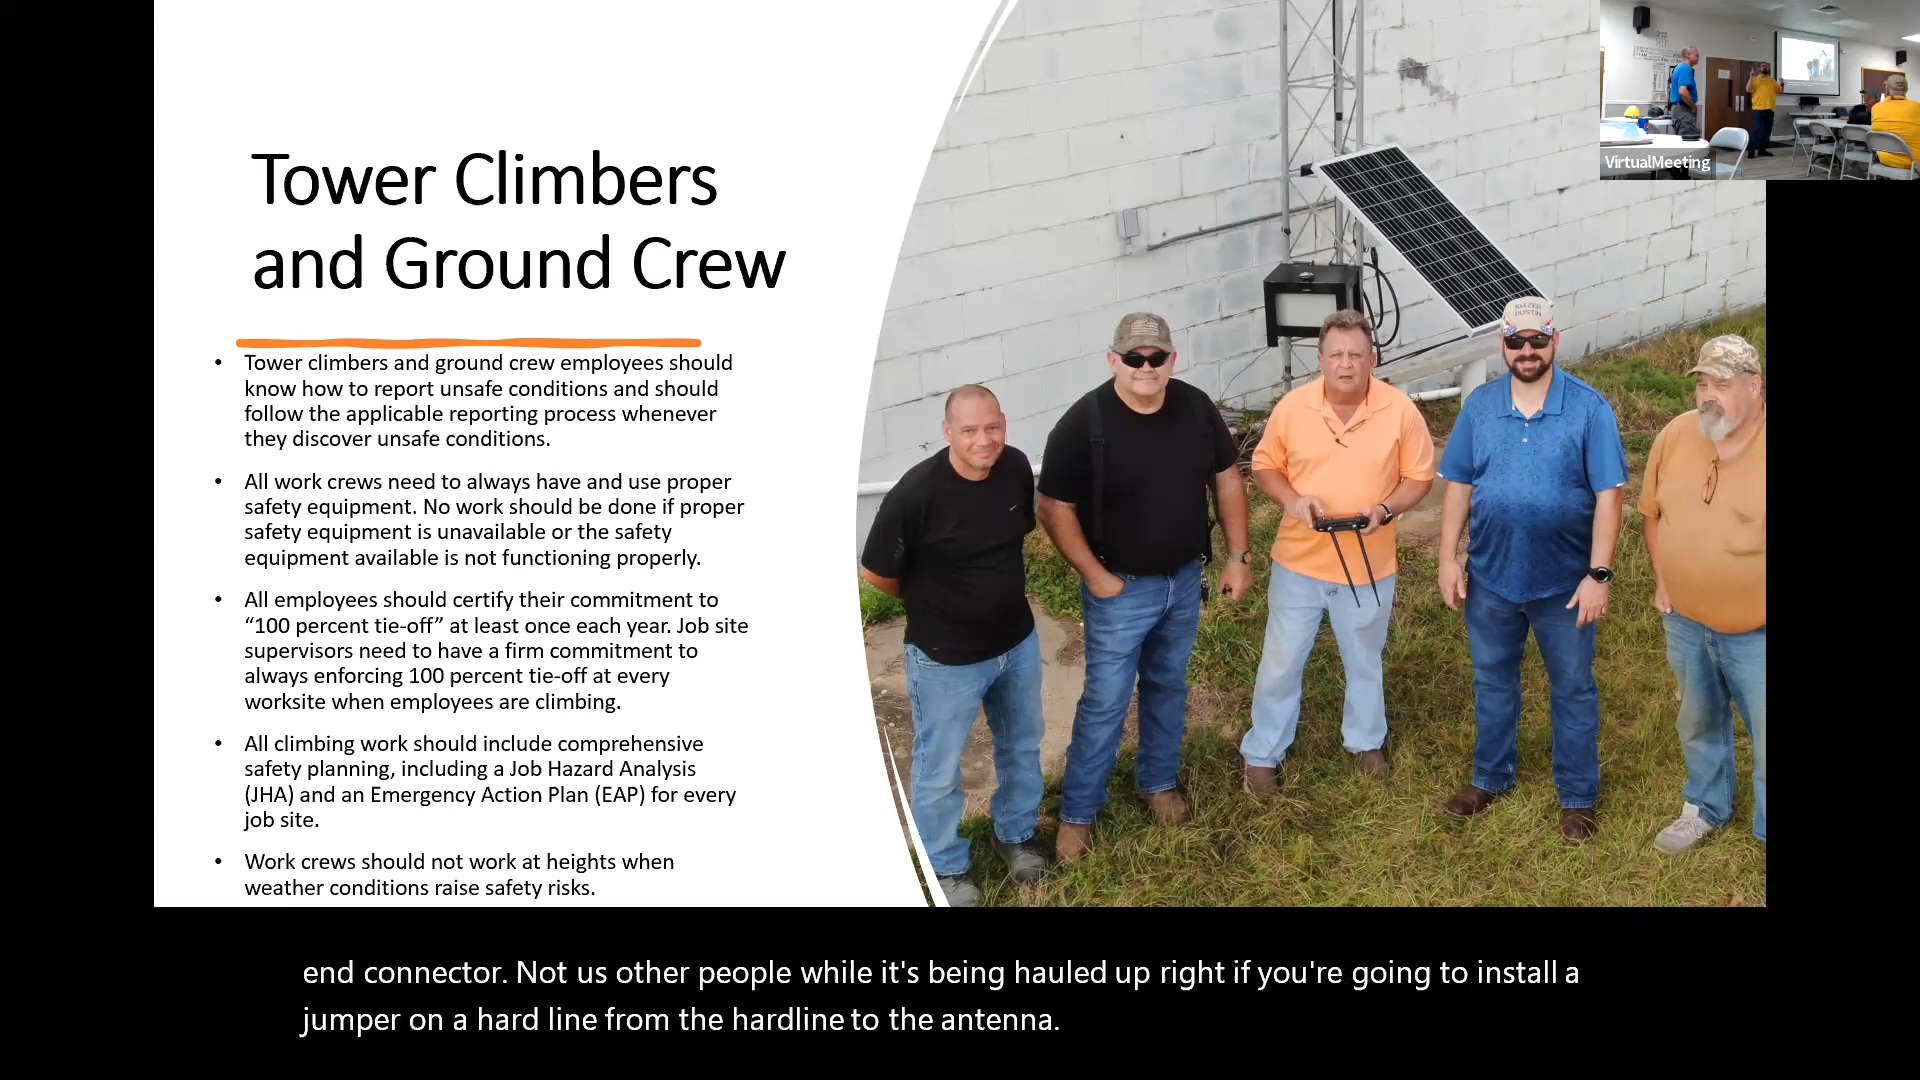 Tower Climbers
and Ground Crew
• Tower climbers and ground crew employees should
know how to report unsafe conditions and should
follow the applicable reporting process whenever
they discover unsafe conditions.
• All work crews need to always have and use proper
safety equipment. No work should be done if proper
safety equipment is unavailable or the safety
equipment available is not functioning properly.
• All employees should certify their commitment to
“100 percent tie-off” at least once each year. Job site
supervisors need to have a firm commitment to
always enforcing 100 percent tie-off at every
worksite when employees are climbing.
• All climbing work should include comprehensive
safety planning, including a Job Hazard Analysis
(JHA) and an Emergency Action Plan (EAP) for every
job site.
• Work crews should not work at heights when
weather conditions raise safety risks.
VirtualMeeting
end connector. Not us other people while it's being hauled up right if you're going to install a
jumper on a hard line from the hardline to the antenna.